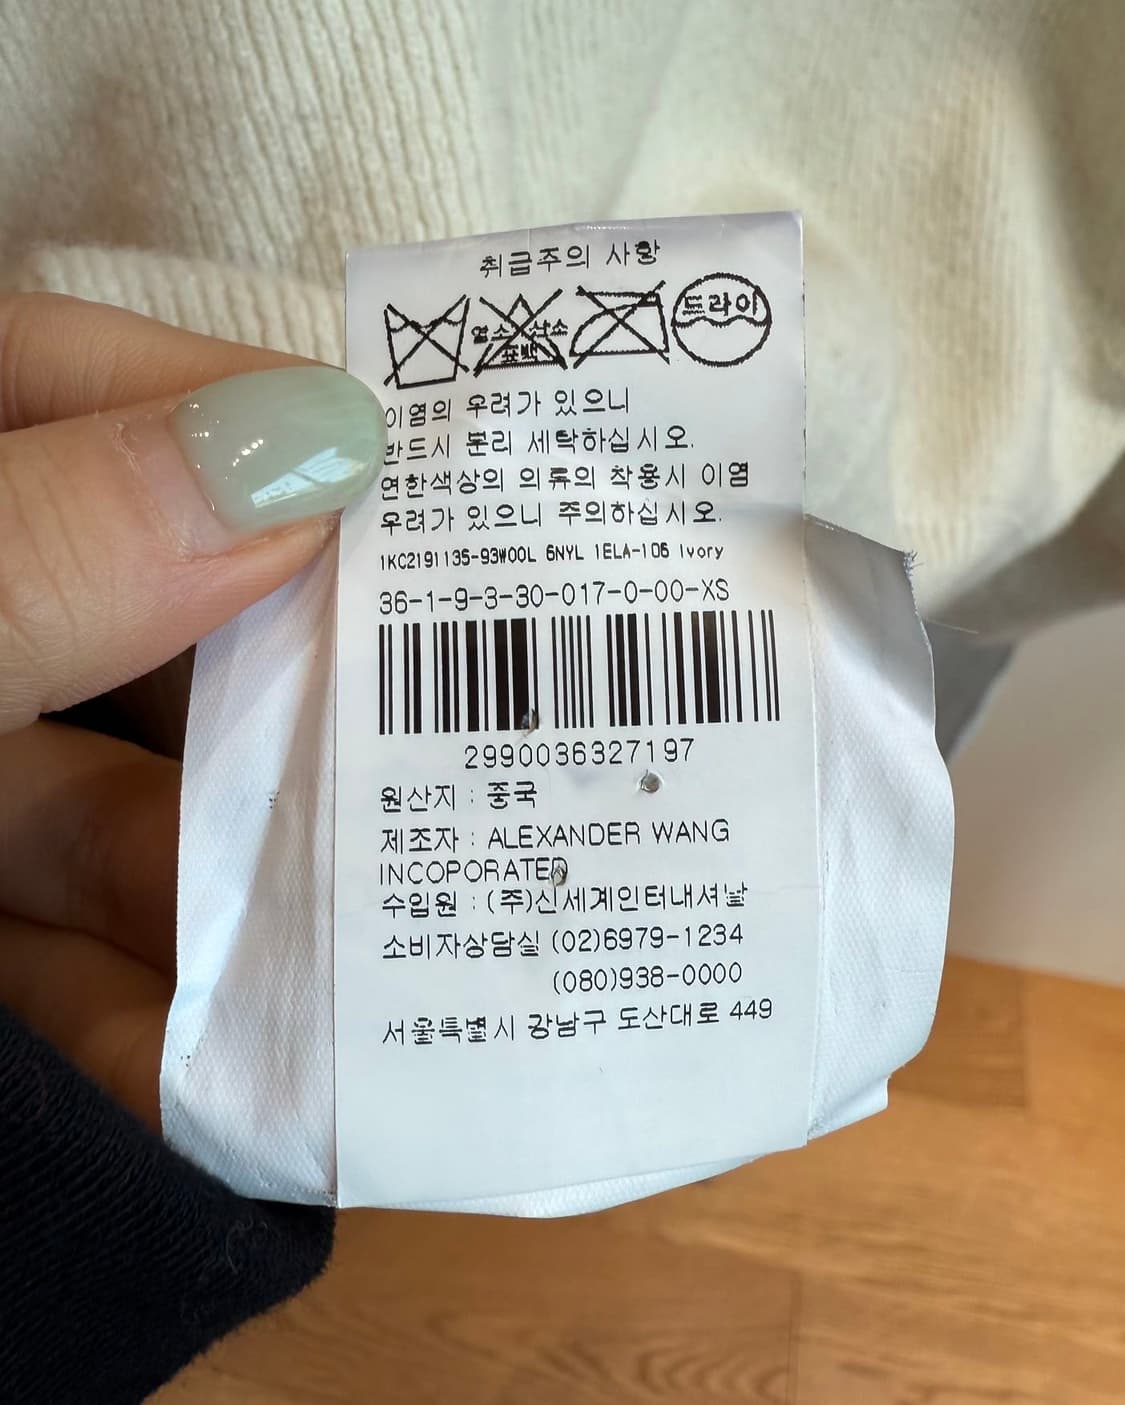 취급주의 사항
염소 산소
표백
드라이
이염의 우려가 있으니
반드시 분리 세탁하십시오.
연한색상의 의류의 착용시 이염
우려가 있으니 주의하십시오.
1KC2191135-93WOOL 6NYL 1ELA-106 Ivory
36-1-9-3-30-017-0-00-XS
2990036327197
원산지 : 중국
제조자 : ALEXANDER WANG
INCOPORATED
수입원 : (주)신세계인터내셔날
소비자상담실 (02)6979-1234
(080)938-0000
서울특별시 강남구 도산대로 449